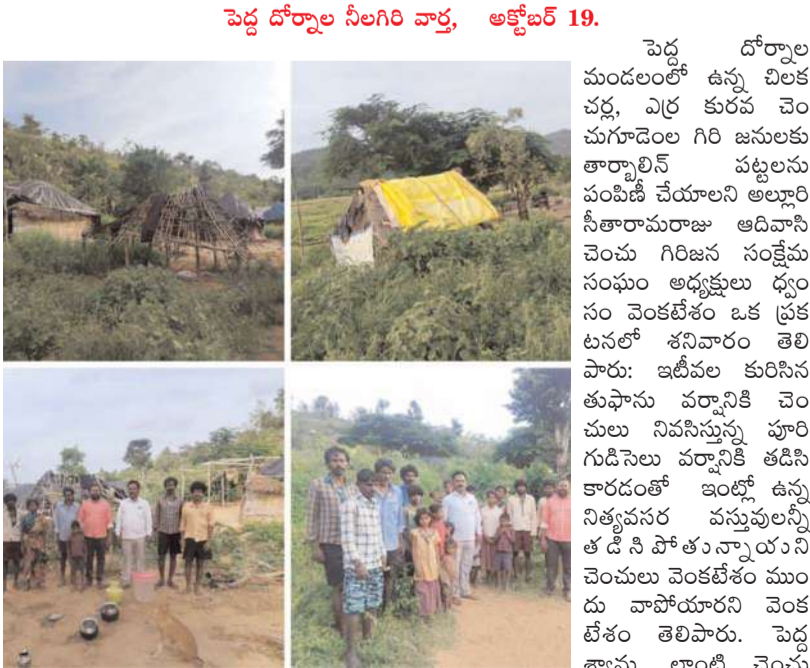 పెద్ద దోర్నాల నీలగిరి వార్త, అక్టోబర్ 19.
పెద్ద దోర్నాల
మండలంలో ఉన్న చిలక
చర్ల, ఎర్ర కురవ చెం
చుగూడెంల గిరి జనులకు
తార్బాలిన్ పట్టలను
పంపిణీ చేయాలని అల్లూరి
సీతారామరాజు ఆదివాసి
చెంచు గిరిజన సంక్షేమ
సంఘం అధ్యక్షులు ధ్వం
సం వెంకటేశం ఒక ప్రక
టనలో శనివారం తెలి
పారు: ఇటీవల కురిసిన
తుఫాను వర్షానికి చెం
చులు నివసిస్తున్న పూరి
గుడిసెలు వర్షానికి తడిసి
కారడంతో ఇంట్లో ఉన్న
నిత్యవసర వస్తువులన్నీ
తడిసిపోతున్నాయని
చెంచులు వెంకటేశం ముం
దు వాపోయారని వెంక
టేశం తెలిపారు. పెద్ద